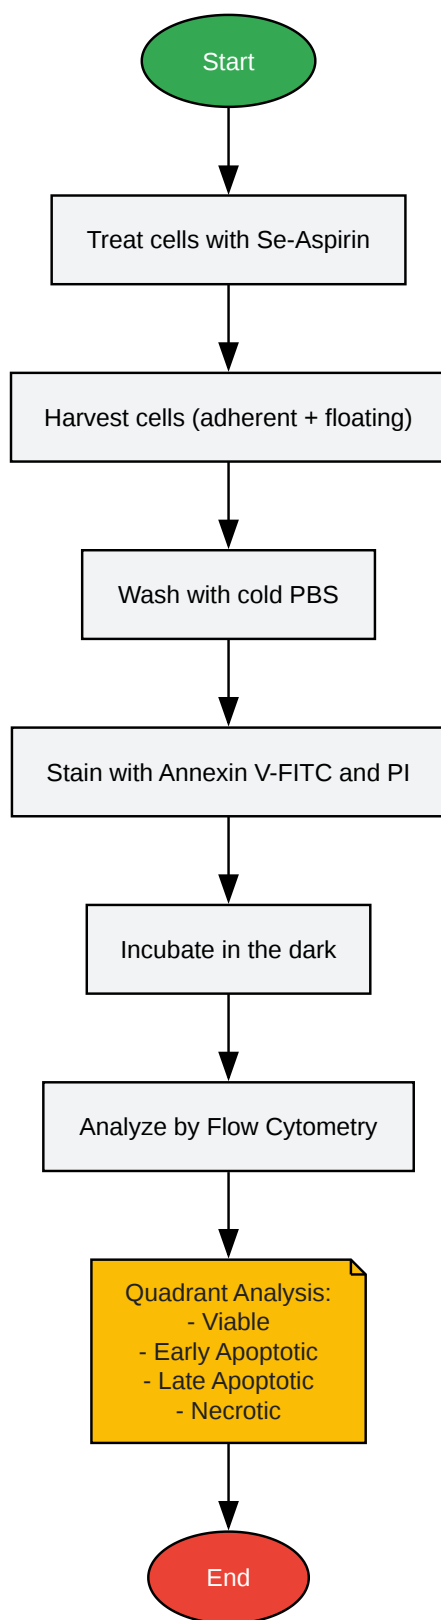 Start
Treat cells with Se-Aspirin
Harvest cells (adherent + floating)
Wash with cold PBS
Stain with Annexin V-FITC and PI
Incubate in the dark
Analyze by Flow Cytometry
Quadrant Analysis:
- Viable
- Early Apoptotic
- Late Apoptotic
- Necrotic
End